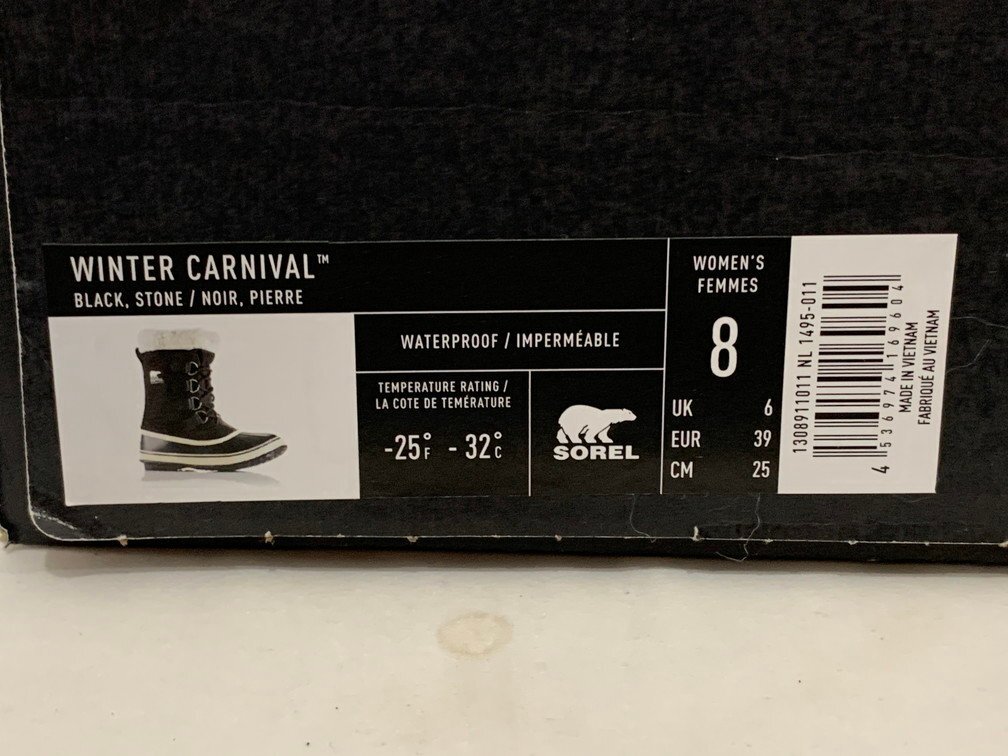 WINTER CARNIVAL™
BLACK, STONE / NOIR, PIERRE
WATERPROOF / IMPERMÉABLE
TEMPERATURE RATING /
LA COTE DE TEMÉRATURE
-25°F - 32°C
SOREL
WOMEN'S
FEMMES
8
UK 6
EUR 39
CM 25
1308911011 NL 1495-011
4 536974 169604
MADE IN VIETNAM
FABRIQUÉ AU VIETNAM